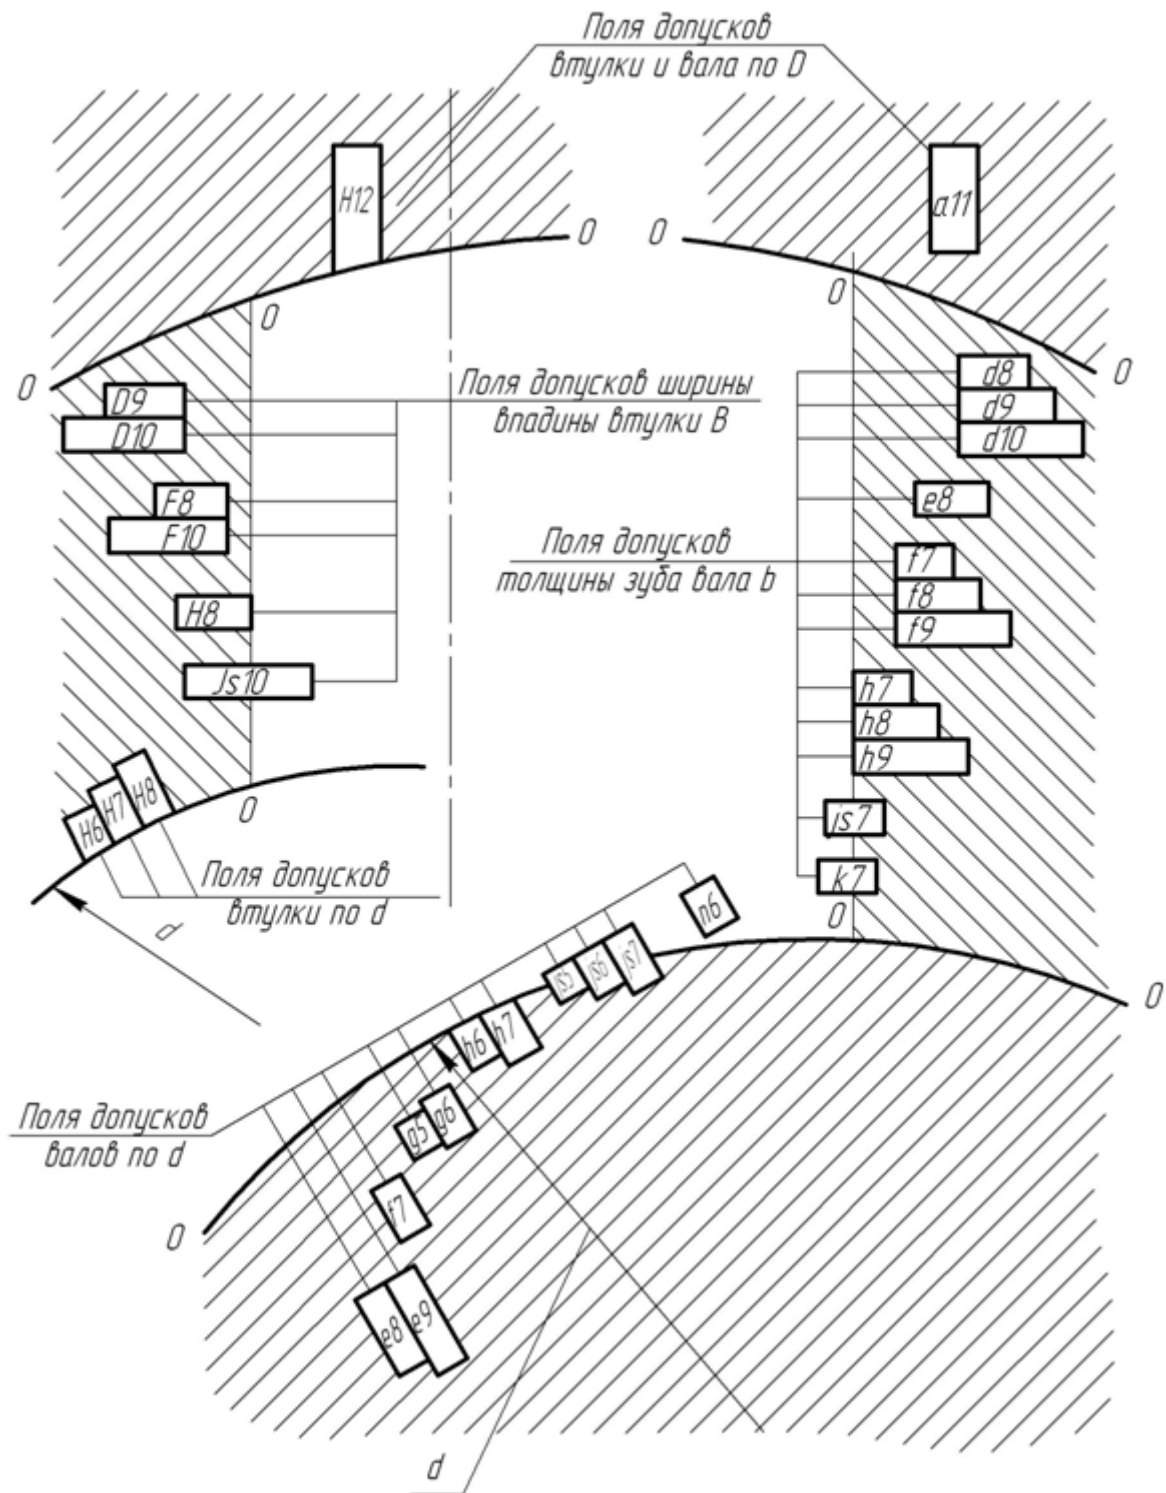 Поля допусков
втулки и вала по D
H12
a11
0
0
0
0
0
0
D9
D10
Поля допусков ширины
впадины втулки B
d8
d9
d10
F8
F10
e8
Поля допусков
толщины зуба вала b
f7
f8
f9
H8
Js10
h7
h8
h9
H6
H7
H8
0
js7
k7
Поля допусков
втулки по d
d
0
n6
js5
js6
js7
0
h6
h7
g5
g6
Поля допусков
валов по d
f7
0
e8
e9
d